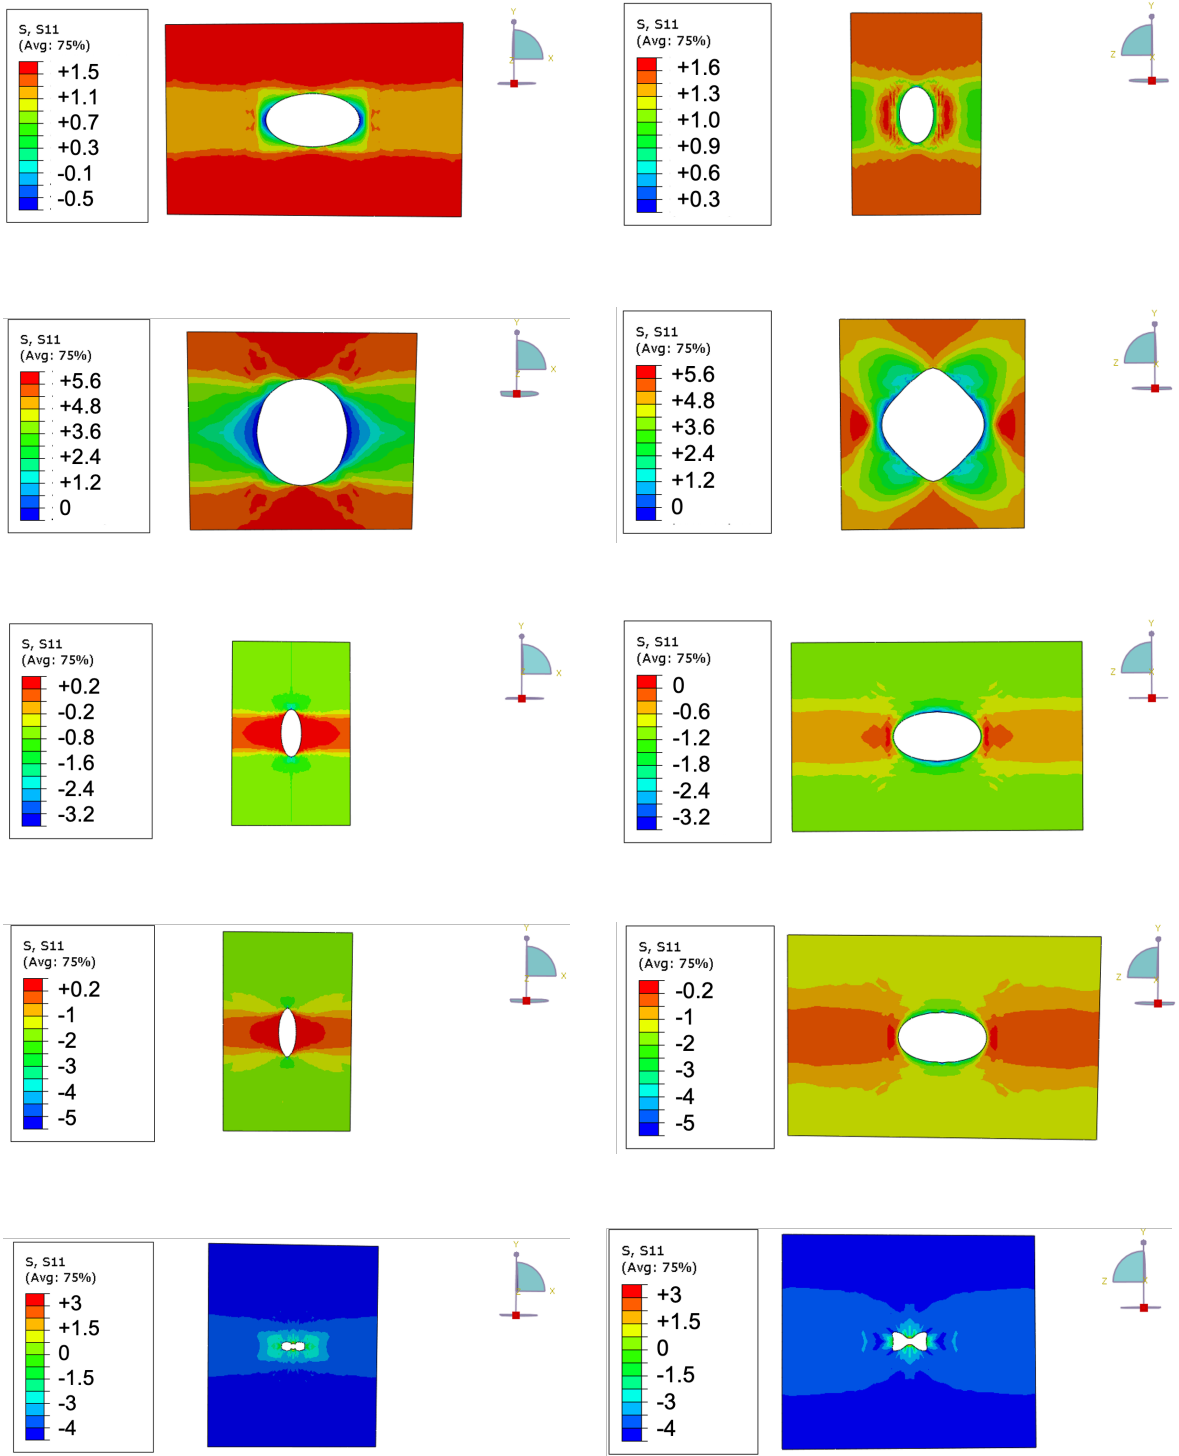 S, S11
(Avg: 75%)
+1.5
+1.1
+0.7
+0.3
-0.1
-0.5
Y
Z
X
S, S11
(Avg: 75%)
+1.6
+1.3
+1.0
+0.9
+0.6
+0.3
Y
Z
S, S11
(Avg: 75%)
+5.6
+4.8
+3.6
+2.4
+1.2
0
Y
Z
X
S, S11
(Avg: 75%)
+5.6
+4.8
+3.6
+2.4
+1.2
0
Y
Z
S, S11
(Avg: 75%)
+0.2
-0.2
-0.8
-1.6
-2.4
-3.2
Y
X
S, S11
(Avg: 75%)
0
-0.6
-1.2
-1.8
-2.4
-3.2
Y
Z
S, S11
(Avg: 75%)
+0.2
-1
-2
-3
-4
-5
Y
X
S, S11
(Avg: 75%)
-0.2
-1
-2
-3
-4
-5
Y
Z
S, S11
(Avg: 75%)
+3
+1.5
0
-1.5
-3
-4
Y
X
S, S11
(Avg: 75%)
+3
+1.5
0
-1.5
-3
-4
Y
Z